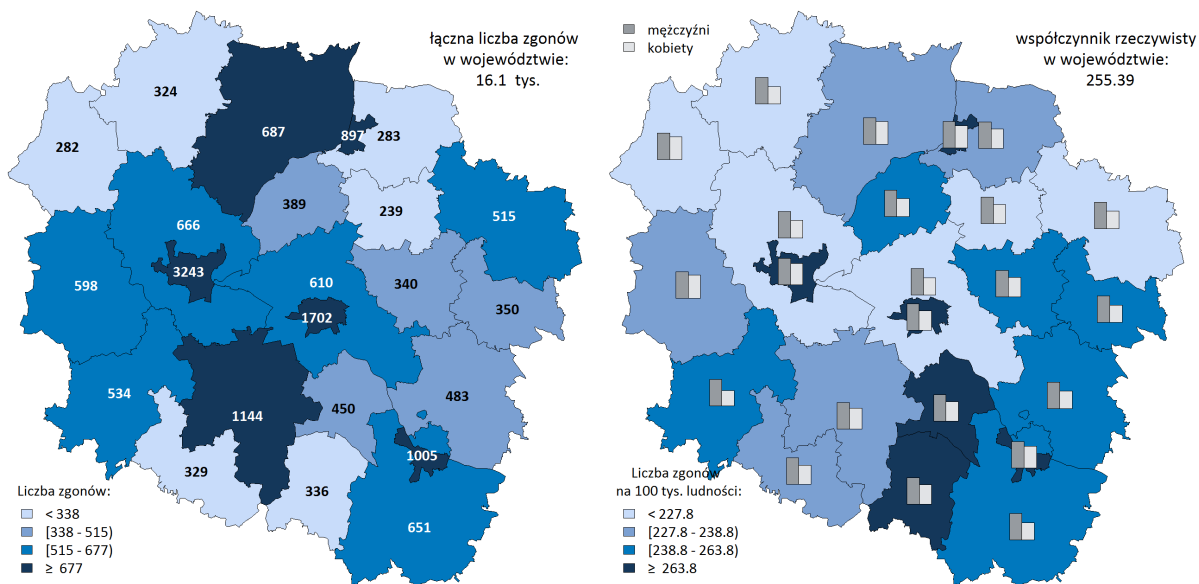 łączna liczba zgonów
w województwie:
16.1 tys.
324
687
897
283
282
389
239
515
666
3243
598
610
340
350
1702
534
1144
450
483
1005
329
336
651
Liczba zgonów:
< 338
[338 - 515)
[515 - 677)
≥ 677
mężczyźni
kobiety
współczynnik rzeczywisty
w województwie:
255.39
Liczba zgonów
na 100 tys. ludności:
< 227.8
[227.8 - 238.8)
[238.8 - 263.8)
≥ 263.8